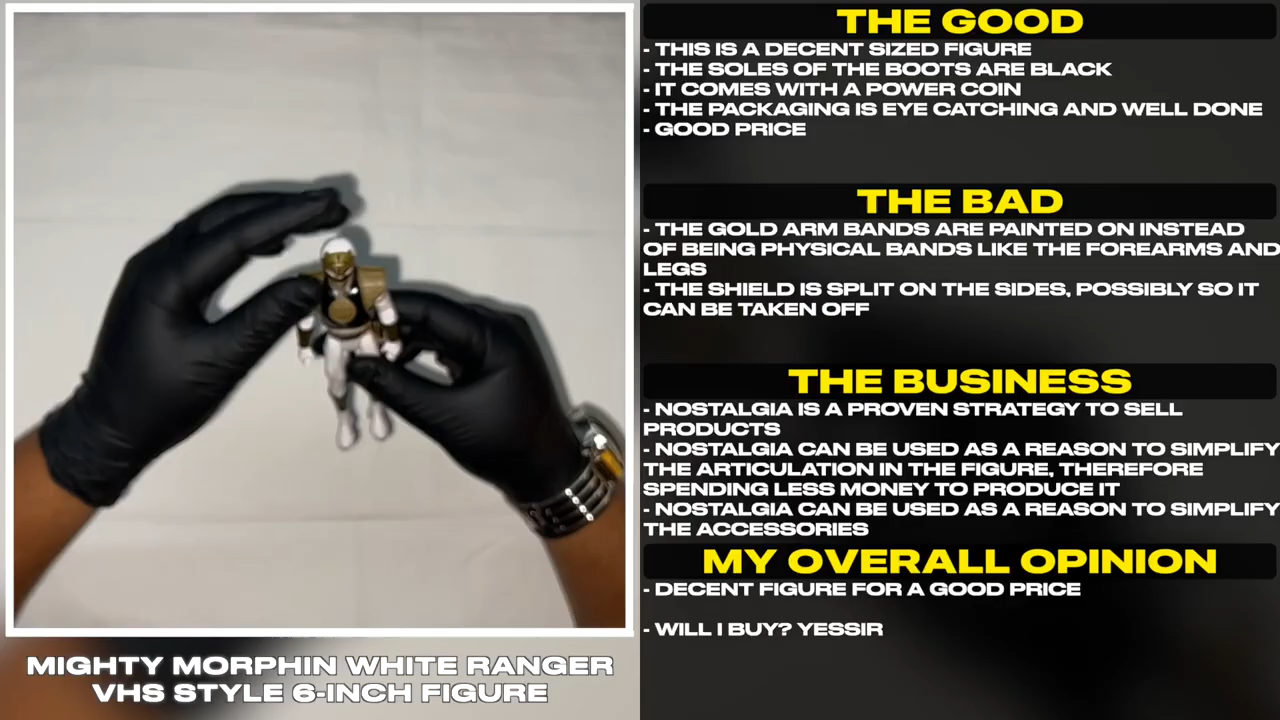 THE GOOD
- THIS IS A DECENT SIZED FIGURE
- THE SOLES OF THE BOOTS ARE BLACK
- IT COMES WITH A POWER COIN
- THE PACKAGING IS EYE CATCHING AND WELL DONE
- GOOD PRICE
THE BAD
- THE GOLD ARM BANDS ARE PAINTED ON INSTEAD
OF BEING PHYSICAL BANDS LIKE THE FOREARMS AND
LEGS
- THE SHIELD IS SPLIT ON THE SIDES, POSSIBLY SO IT
CAN BE TAKEN OFF
THE BUSINESS
- NOSTALGIA IS A PROVEN STRATEGY TO SELL
PRODUCTS
- NOSTALGIA CAN BE USED AS A REASON TO SIMPLIFY
THE ARTICULATION IN THE FIGURE, THEREFORE
SPENDING LESS MONEY TO PRODUCE IT
- NOSTALGIA CAN BE USED AS A REASON TO SIMPLIFY
THE ACCESSORIES
MY OVERALL OPINION
- DECENT FIGURE FOR A GOOD PRICE
- WILL I BUY? YESSIR
MIGHTY MORPHIN WHITE RANGER
VHS STYLE 6-INCH FIGURE